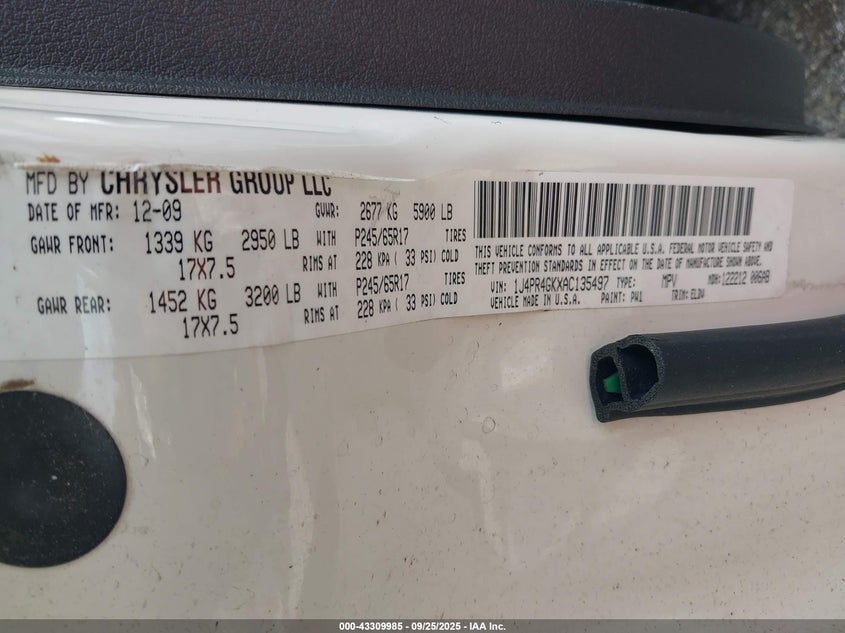 MFD BY CHRYSLER GROUP LLC
DATE OF MFR: 12-09 GVWR: 2677 KG 5900 LB
GAWR FRONT: 1339 KG 2950 LB WITH P245/65R17 TIRES
17X7.5 RIMS AT 228 KPA ( 33 PSI) COLD
GAWR REAR: 1452 KG 3200 LB WITH P245/65R17 TIRES
17X7.5 RIMS AT 228 KPA ( 33 PSI) COLD
THIS VEHICLE CONFORMS TO ALL APPLICABLE U.S.A. FEDERAL MOTOR VEHICLE SAFETY AND
THEFT PREVENTION STANDARDS IN EFFECT ON THE DATE OF MANUFACTURE SHOWN ABOVE.
VIN: 1J4PR4GKXAC135497 TYPE: MPV MDH: 122212 006AB
VEHICLE MADE IN U.S.A. PAINT: PW1 TRIM: ELDV
000-43309985 - 09/25/2025 - IAA Inc.